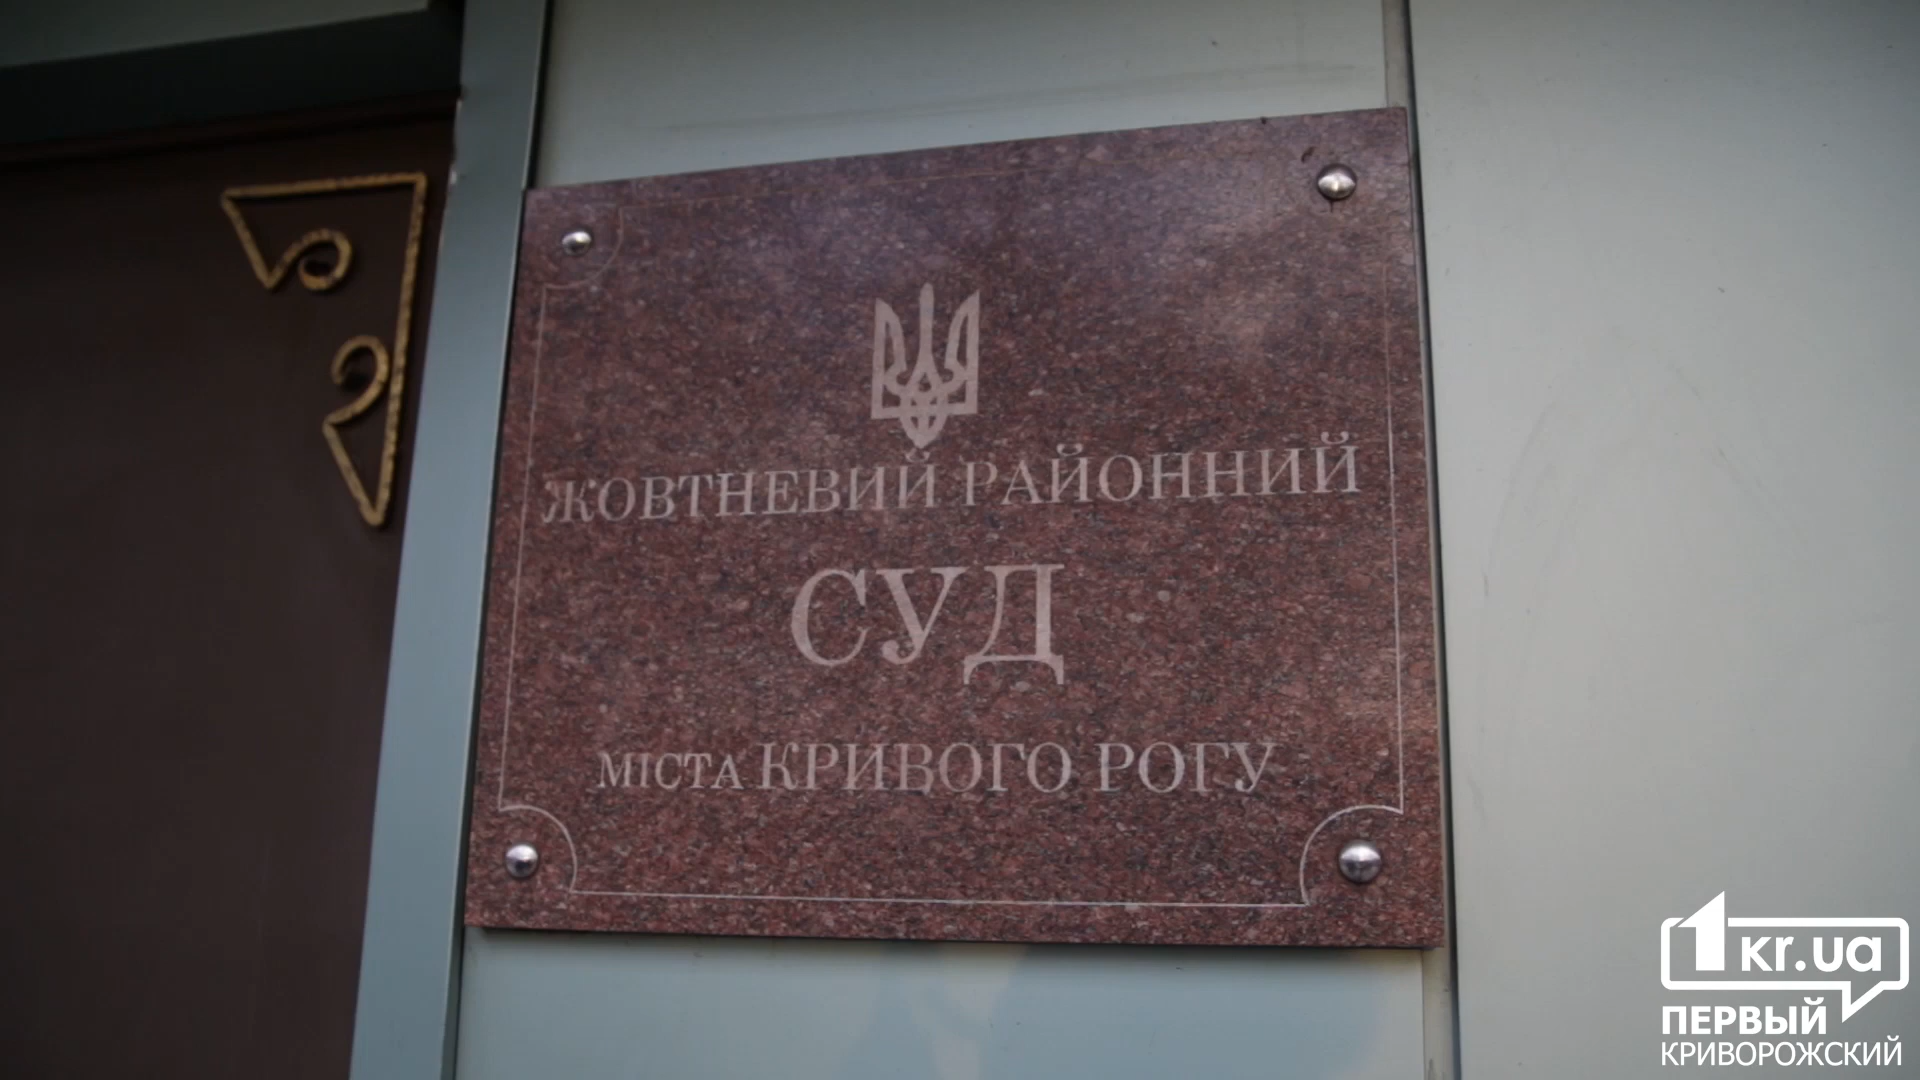 ЖОВТНЕВИЙ РАЙОННИЙ
СУД
МІСТА КРИВОГО РОГУ
1kr.ua
ПЕРВЫЙ
КРИВОРОЖСКИЙ